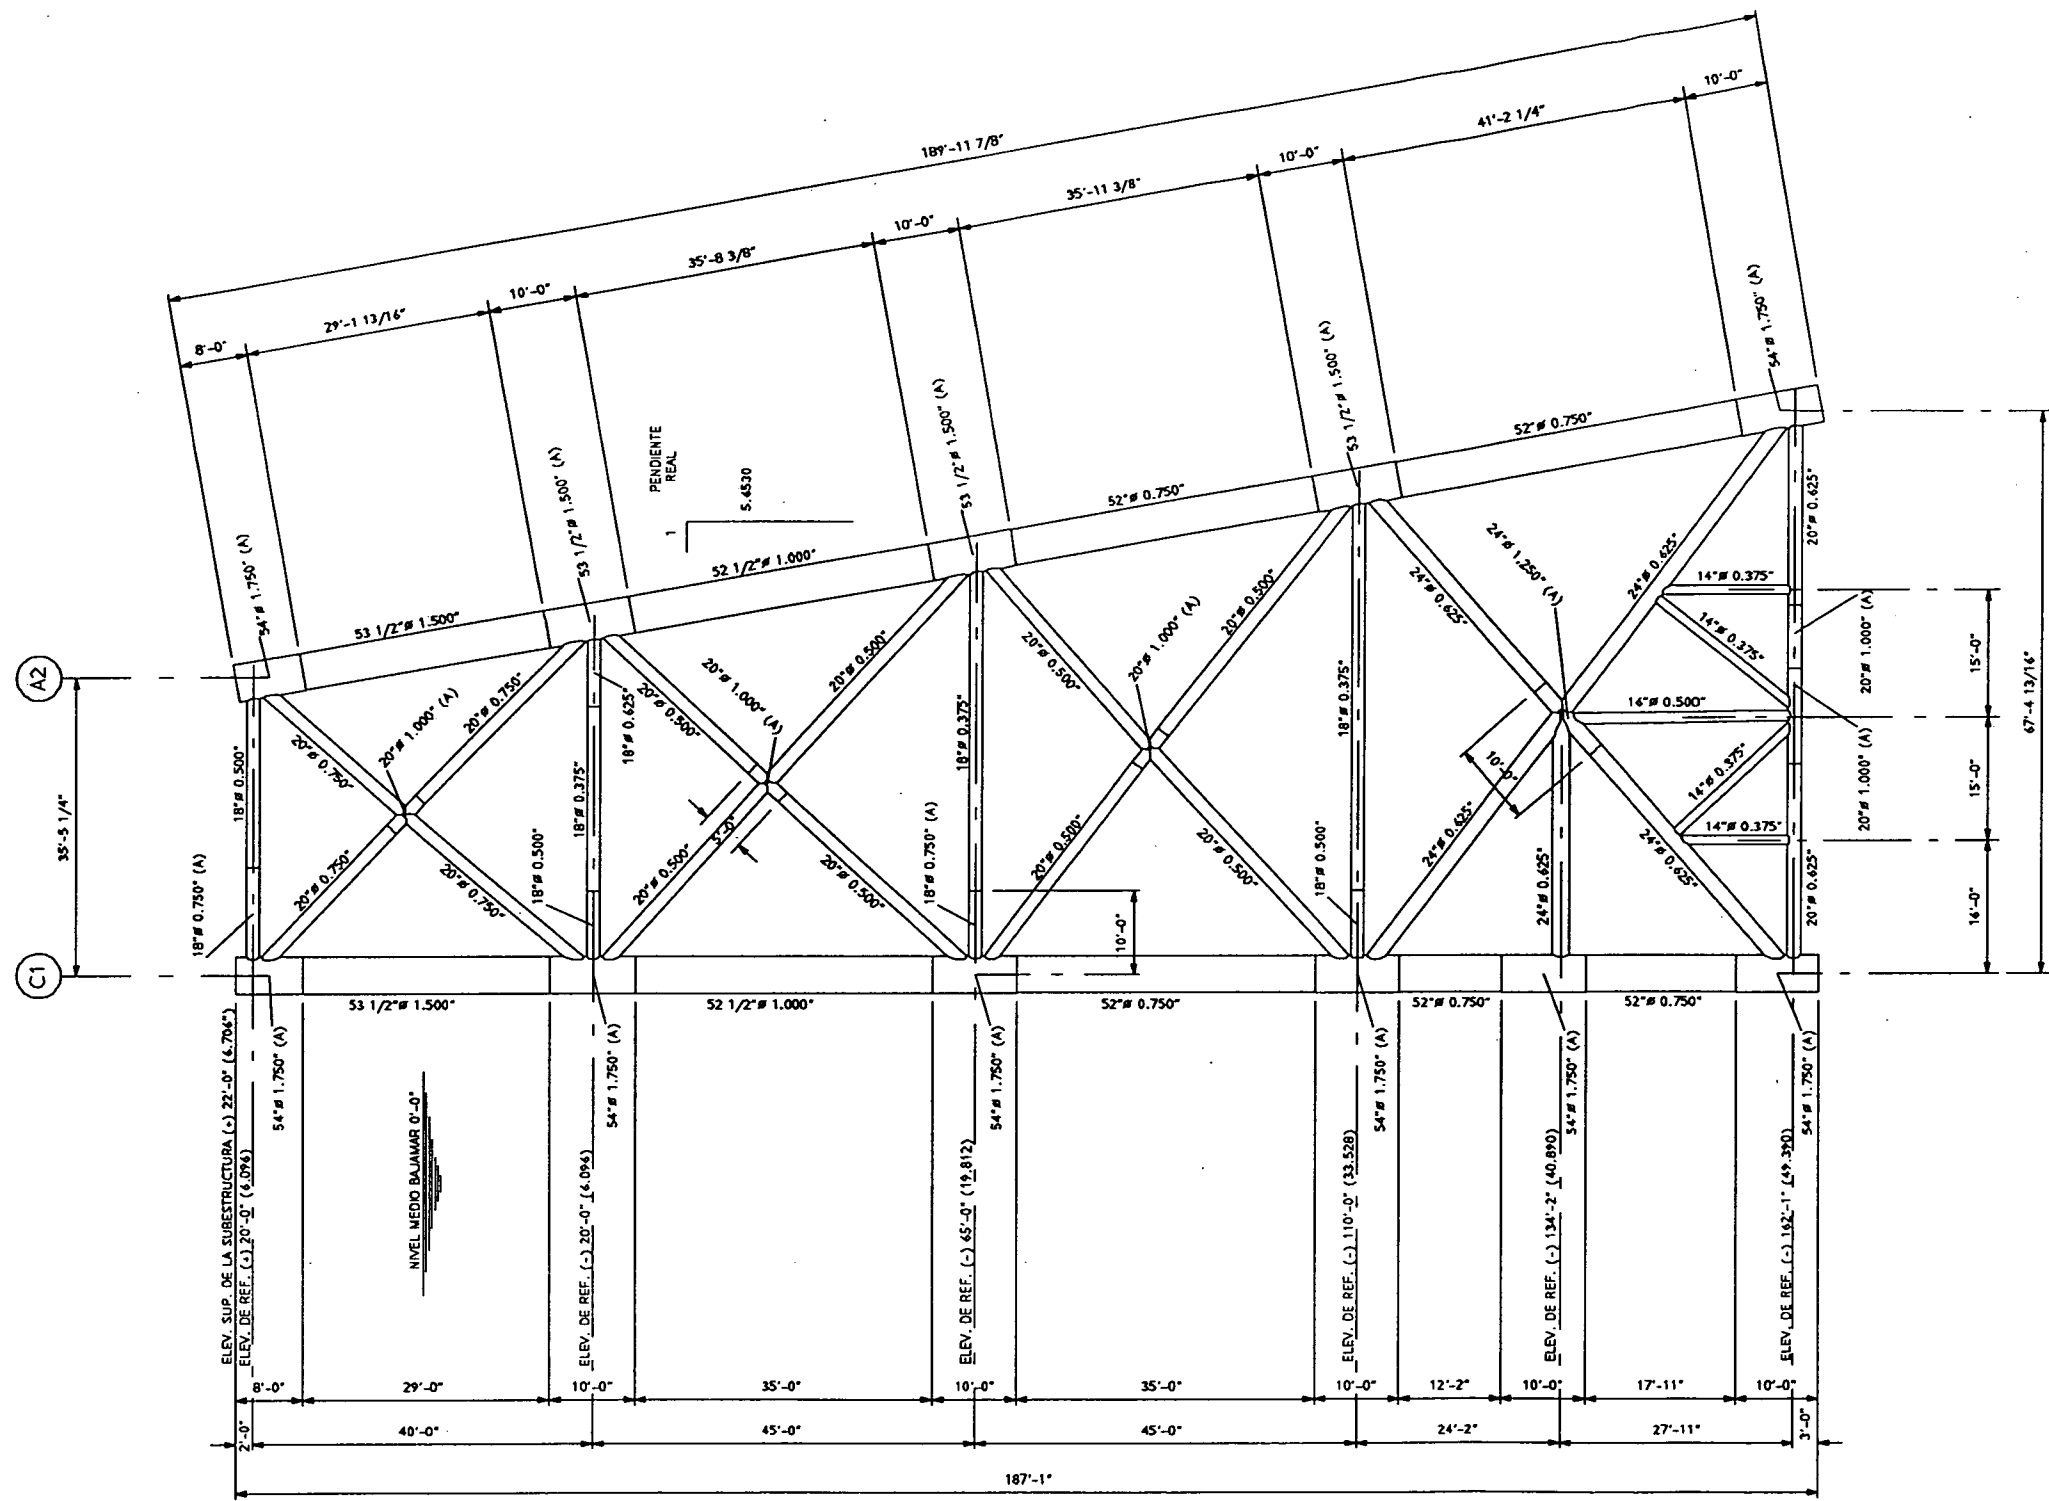 189'-11 7/8"
10'-0"
41'-2 1/4"
10'-0"
35'-11 3/8"
10'-0"
35'-8 3/8"
10'-0"
29'-1 13/16"
8'-0"
54"ø 1.750" (A)
53 1/2"ø 1.500" (A)
53 1/2"ø 1.500" (A)
53 1/2"ø 1.500" (A)
54"ø 1.750" (A)
PENDIENTE
REAL
1
5.6530
53 1/2"ø 1.500"
52 1/2"ø 1.000"
52"ø 0.750"
52"ø 0.750"
A2
C1
35'-5 1/4"
18"ø 0.500"
18"ø 0.750" (A)
20"ø 0.750"
20"ø 1.000" (A)
20"ø 0.750"
20"ø 0.750"
20"ø 0.750"
18"ø 0.625"
18"ø 0.375"
18"ø 0.500"
20"ø 0.500"
20"ø 1.000" (A)
20"ø 0.500"
20"ø 0.500"
5'-0"
20"ø 0.500"
18"ø 0.375"
18"ø 0.750" (A)
10'-0"
20"ø 0.500"
20"ø 1.000" (A)
20"ø 0.500"
20"ø 0.500"
20"ø 0.500"
18"ø 0.375"
18"ø 0.500"
24"ø 0.625"
24"ø 1.250" (A)
24"ø 0.625"
10'-0"
24"ø 0.625"
24"ø 0.625"
24"ø 0.625"
14"ø 0.375"
14"ø 0.375"
16"ø 0.500"
14"ø 0.375"
14"ø 0.375"
20"ø 0.625"
20"ø 1.000" (A)
20"ø 1.000" (A)
20"ø 0.625"
15'-0"
15'-0"
16'-0"
67'-4 13/16"
53 1/2"ø 1.500"
52 1/2"ø 1.000"
52"ø 0.750"
52"ø 0.750"
52"ø 0.750"
54"ø 1.750" (A)
54"ø 1.750" (A)
54"ø 1.750" (A)
54"ø 1.750" (A)
54"ø 1.750" (A)
54"ø 1.750" (A)
ELEV. SUP. DE LA SUBESTRUCTURA (+) 22'-0" (6.706")
ELEV. DE REF. (+) 20'-0" (6.096)
NIVEL MEDIO BAJAMAR 0'-0"
ELEV. DE REF. (-) 20'-0" (6.096)
ELEV. DE REF. (-) 65'-0" (19.812)
ELEV. DE REF. (-) 110'-0" (33.528)
ELEV. DE REF. (-) 134'-2" (40.890)
ELEV. DE REF. (-) 162'-1" (49.390)
8'-0"
29'-0"
10'-0"
35'-0"
10'-0"
35'-0"
10'-0"
12'-2"
10'-0"
17'-11"
10'-0"
2'-0"
40'-0"
45'-0"
45'-0"
24'-2"
27'-11"
3'-0"
187'-1"